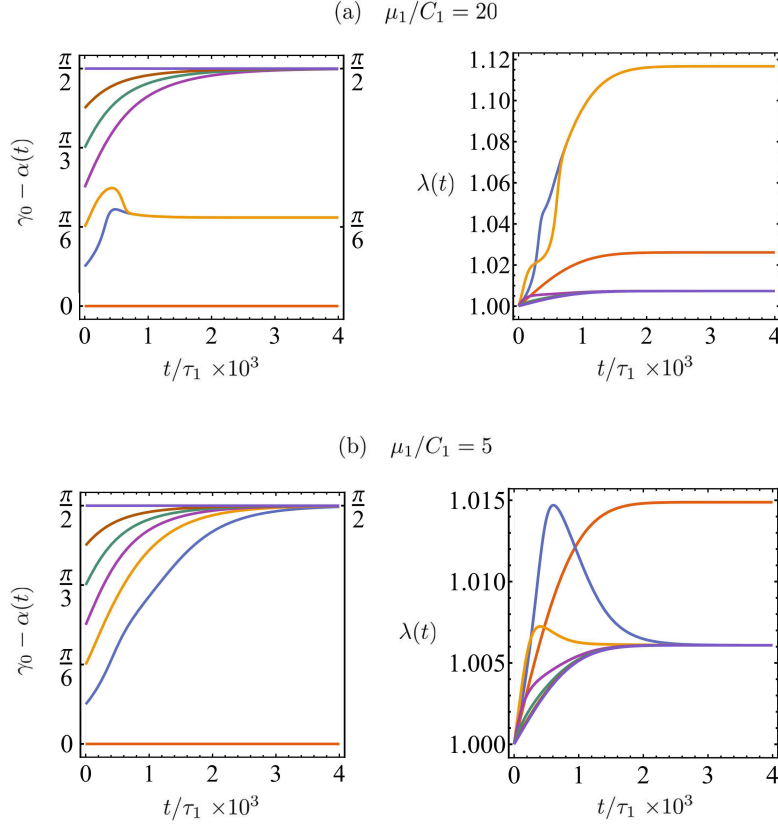 (a) μ₁/C₁ = 20
π/2
π/3
π/6
0
γ₀ − α(t)
π/2
π/3
π/6
0 1 2 3 4
t/τ₁ ×10³
1.12
1.10
1.08
1.06
1.04
1.02
1.00
λ(t)
0 1 2 3 4
t/τ₁ ×10³
(b) μ₁/C₁ = 5
π/2
π/3
π/6
0
γ₀ − α(t)
π/2
π/3
π/6
0 1 2 3 4
t/τ₁ ×10³
1.015
1.010
1.005
1.000
λ(t)
0 1 2 3 4
t/τ₁ ×10³